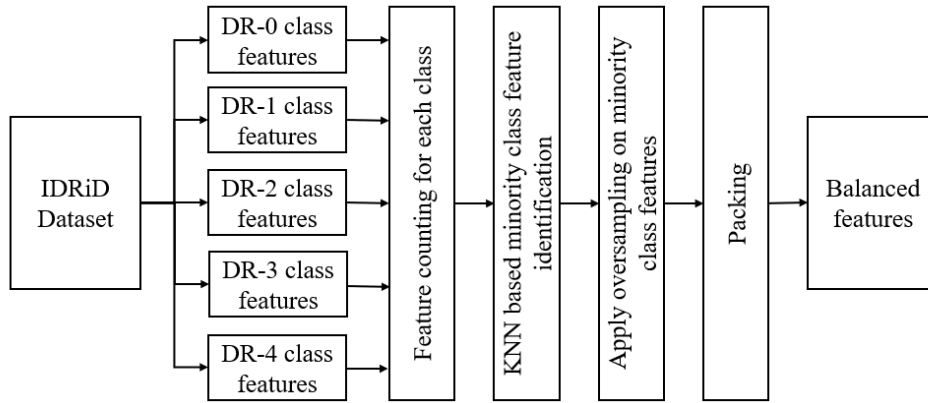 IDRiD
Dataset
DR-0 class
features
DR-1 class
features
DR-2 class
features
DR-3 class
features
DR-4 class
features
Feature counting for each class
KNN based minority class feature
identification
Apply oversampling on minority
class features
Packing
Balanced
features